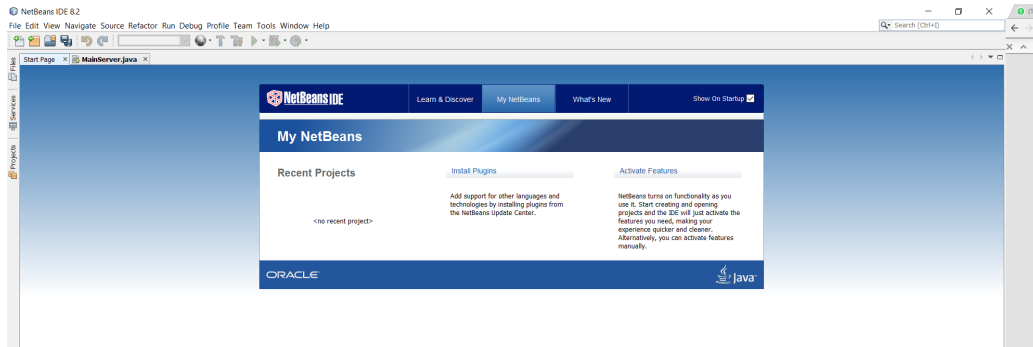 NetBeans IDE 8.2
File Edit View Navigate Source Refactor Run Debug Profile Team Tools Window Help
Search (Ctrl+I)
Start Page
MainServer.java
Files
Services
Projects
NetBeans IDE
Learn & Discover
My NetBeans
What's New
Show On Startup
My NetBeans
Recent Projects
<no recent project>
Install Plugins
Add support for other languages and
technologies by installing plugins from
the NetBeans Update Center.
Activate Features
NetBeans turns on functionality as you
use it. Start creating and opening
projects and the IDE will just activate the
features you need, making your
experience quicker and cleaner.
Alternatively, you can activate features
manually.
ORACLE
Java